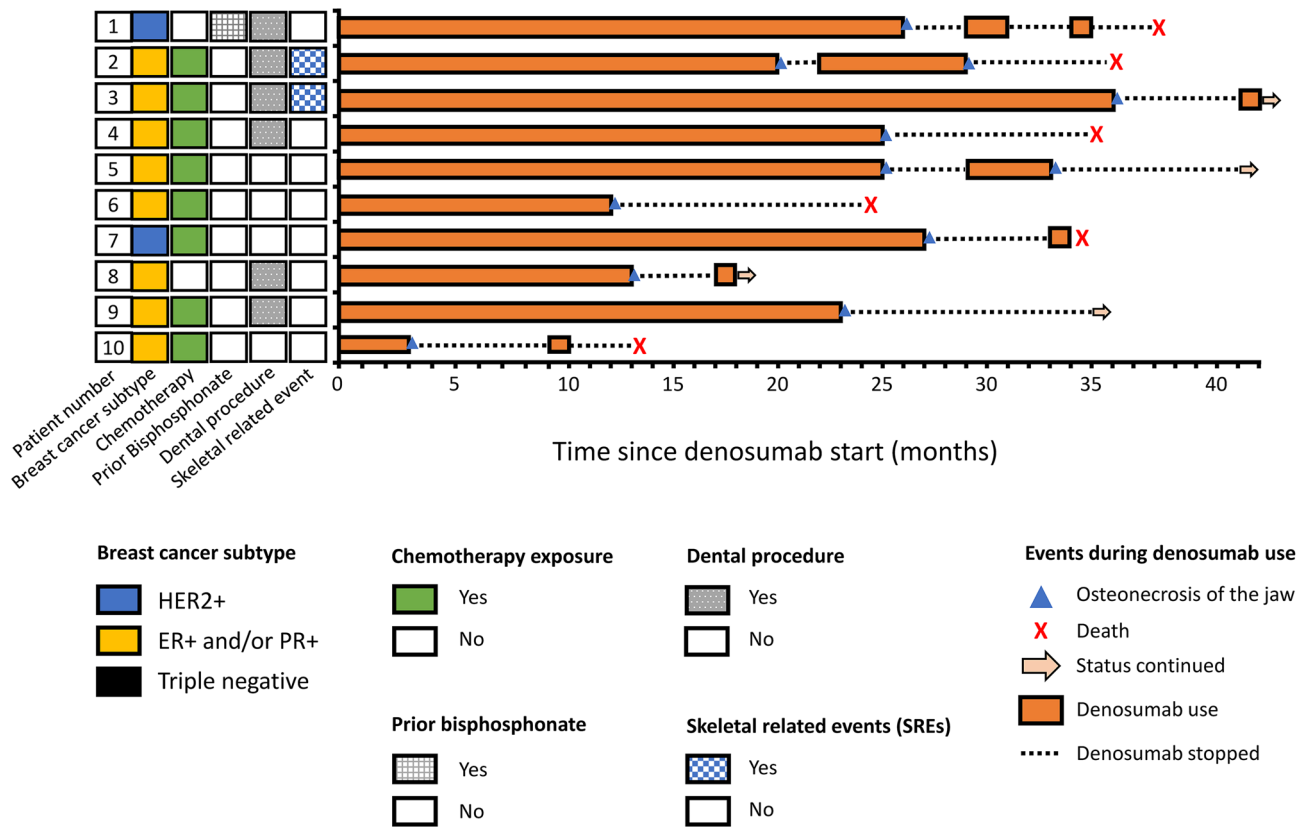 1
2
3
4
5
6
7
8
9
10
0 5 10 15 20 25 30 35 40
Patient number
Breast cancer subtype
Chemotherapy
Prior Bisphosphonate
Dental procedure
Skeletal related event
Time since denosumab start (months)
X
X
X
X
X
X
Breast cancer subtype
HER2+
ER+ and/or PR+
Triple negative
Chemotherapy exposure
Yes
No
Dental procedure
Yes
No
Prior bisphosphonate
Yes
No
Skeletal related events (SREs)
Yes
No
Events during denosumab use
Osteonecrosis of the jaw
X Death
Status continued
Denosumab use
Denosumab stopped